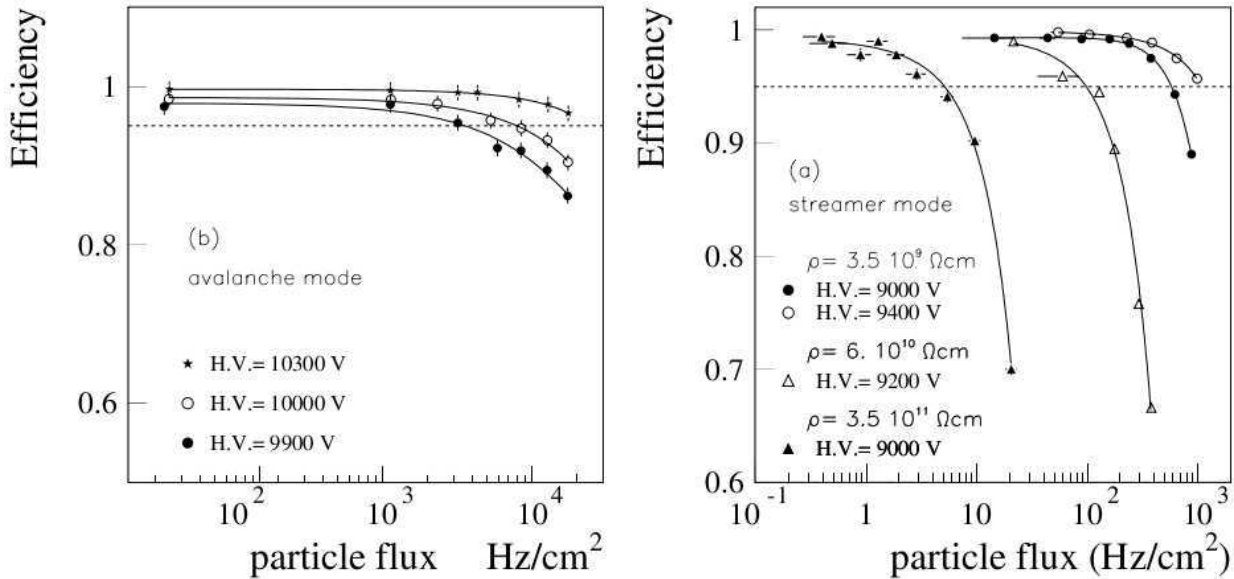 Efficiency
1
0.8
0.6
(b)
avalanche mode
H.V.= 10300 V
H.V.= 10000 V
H.V.= 9900 V
10²
10³
10⁴
particle flux Hz/cm²
Efficiency
1
0.9
0.8
0.7
0.6
(a)
streamer mode
ρ= 3.5 10⁹ Ωcm
H.V.= 9000 V
H.V.= 9400 V
ρ= 6. 10¹⁰ Ωcm
H.V.= 9200 V
ρ= 3.5 10¹¹ Ωcm
H.V.= 9000 V
10⁻¹
1
10
10²
10³
particle flux (Hz/cm²)